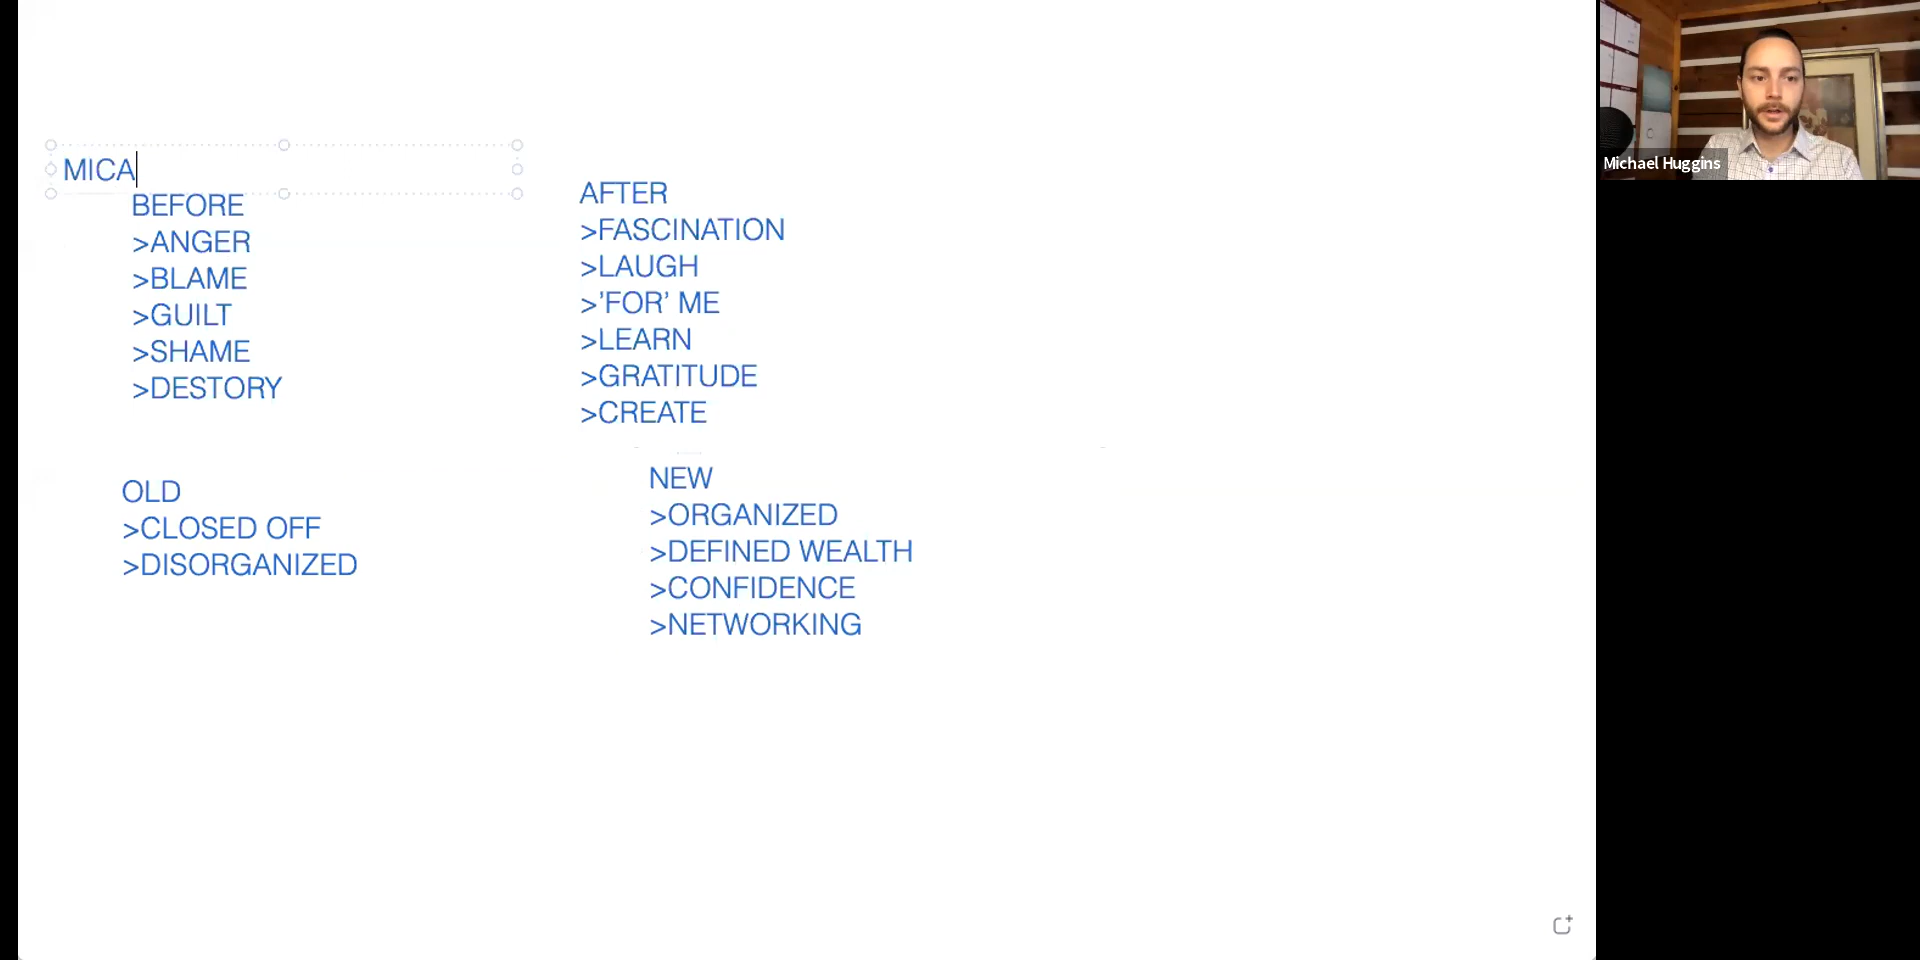 MICA
BEFORE
>ANGER
>BLAME
>GUILT
>SHAME
>DESTORY
AFTER
>FASCINATION
>LAUGH
>’FOR’ ME
>LEARN
>GRATITUDE
>CREATE
OLD
>CLOSED OFF
>DISORGANIZED
NEW
>ORGANIZED
>DEFINED WEALTH
>CONFIDENCE
>NETWORKING
Michael Huggins